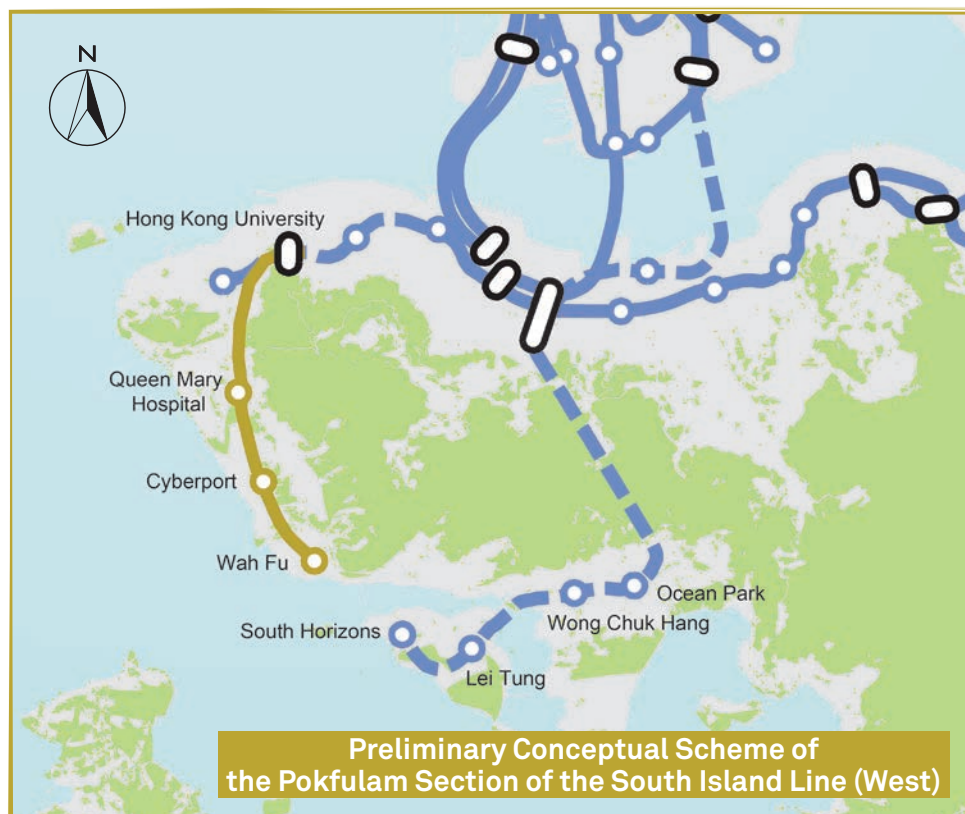 N
Hong Kong University
Queen Mary
Hospital
Cyberport
Wah Fu
Ocean Park
Wong Chuk Hang
South Horizons
Lei Tung
Preliminary Conceptual Scheme of
the Pokfulam Section of the South Island Line (West)